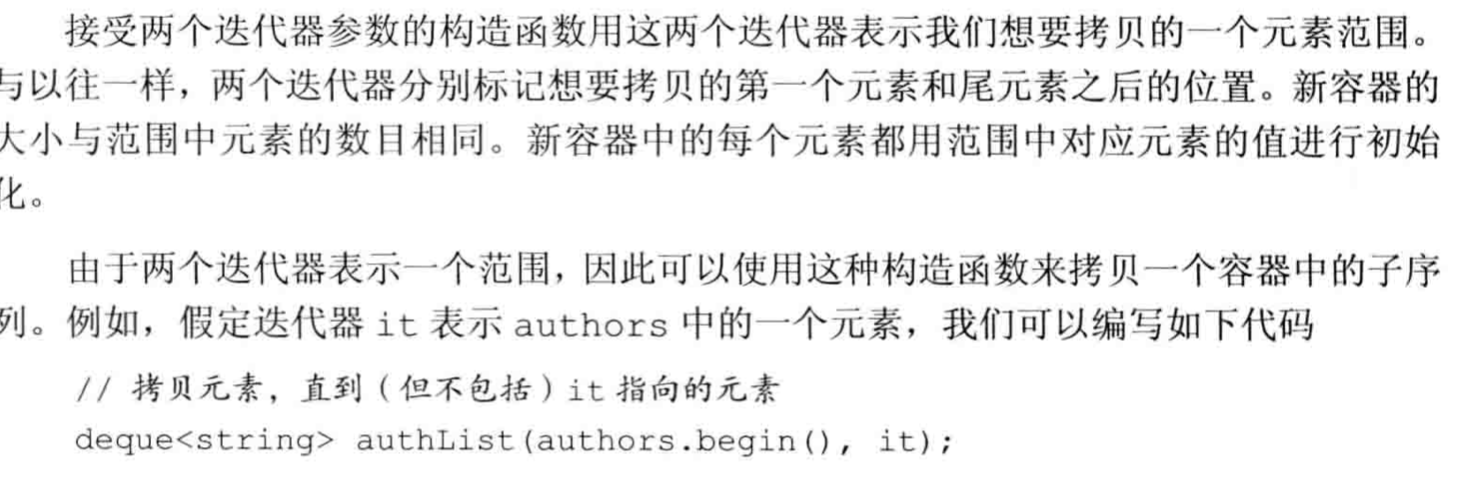 接受两个迭代器参数的构造函数用这两个迭代器表示我们想要拷贝的一个元素范围。
与以往一样，两个迭代器分别标记想要拷贝的第一个元素和尾元素之后的位置。新容器的
大小与范围中元素的数目相同。新容器中的每个元素都用范围中对应元素的值进行初始
化。
由于两个迭代器表示一个范围，因此可以使用这种构造函数来拷贝一个容器中的子序
列。例如，假定迭代器 it 表示 authors 中的一个元素，我们可以编写如下代码
// 拷贝元素，直到（但不包括）it 指向的元素
deque<string> authList(authors.begin(), it);